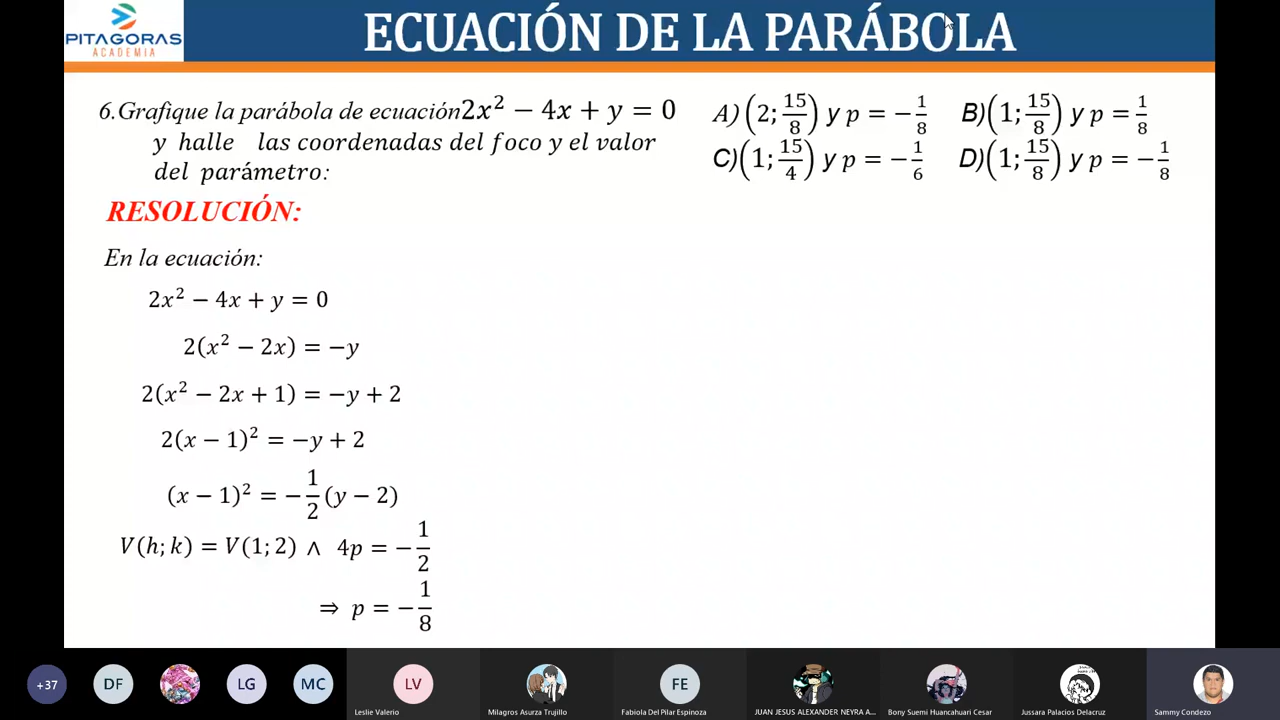 PITAGORAS
ACADEMIA
ECUACIÓN DE LA PARÁBOLA
6.Grafique la parábola de ecuación 2x² − 4x + y = 0
y halle las coordenadas del foco y el valor
del parámetro:
A) (2; 15/8) y p = −1/8
B) (1; 15/8) y p = 1/8
C) (1; 15/4) y p = −1/6
D) (1; 15/8) y p = −1/8
RESOLUCIÓN:
En la ecuación:
2x² − 4x + y = 0
2(x² − 2x) = −y
2(x² − 2x + 1) = −y + 2
2(x − 1)² = −y + 2
(x − 1)² = −1/2 (y − 2)
V(h; k) = V(1; 2) ∧ 4p = −1/2
⇒ p = −1/8
+37
DF
LG
MC
LV
FE
Leslie Valerio
Milagros Asurza Trujillo
Fabiola Del Pilar Espinoza
JUAN JESUS ALEXANDER NEYRA A...
Bony Suemi Huancahuari Cesar
Jussara Palacios Delacruz
Sammy Condezo